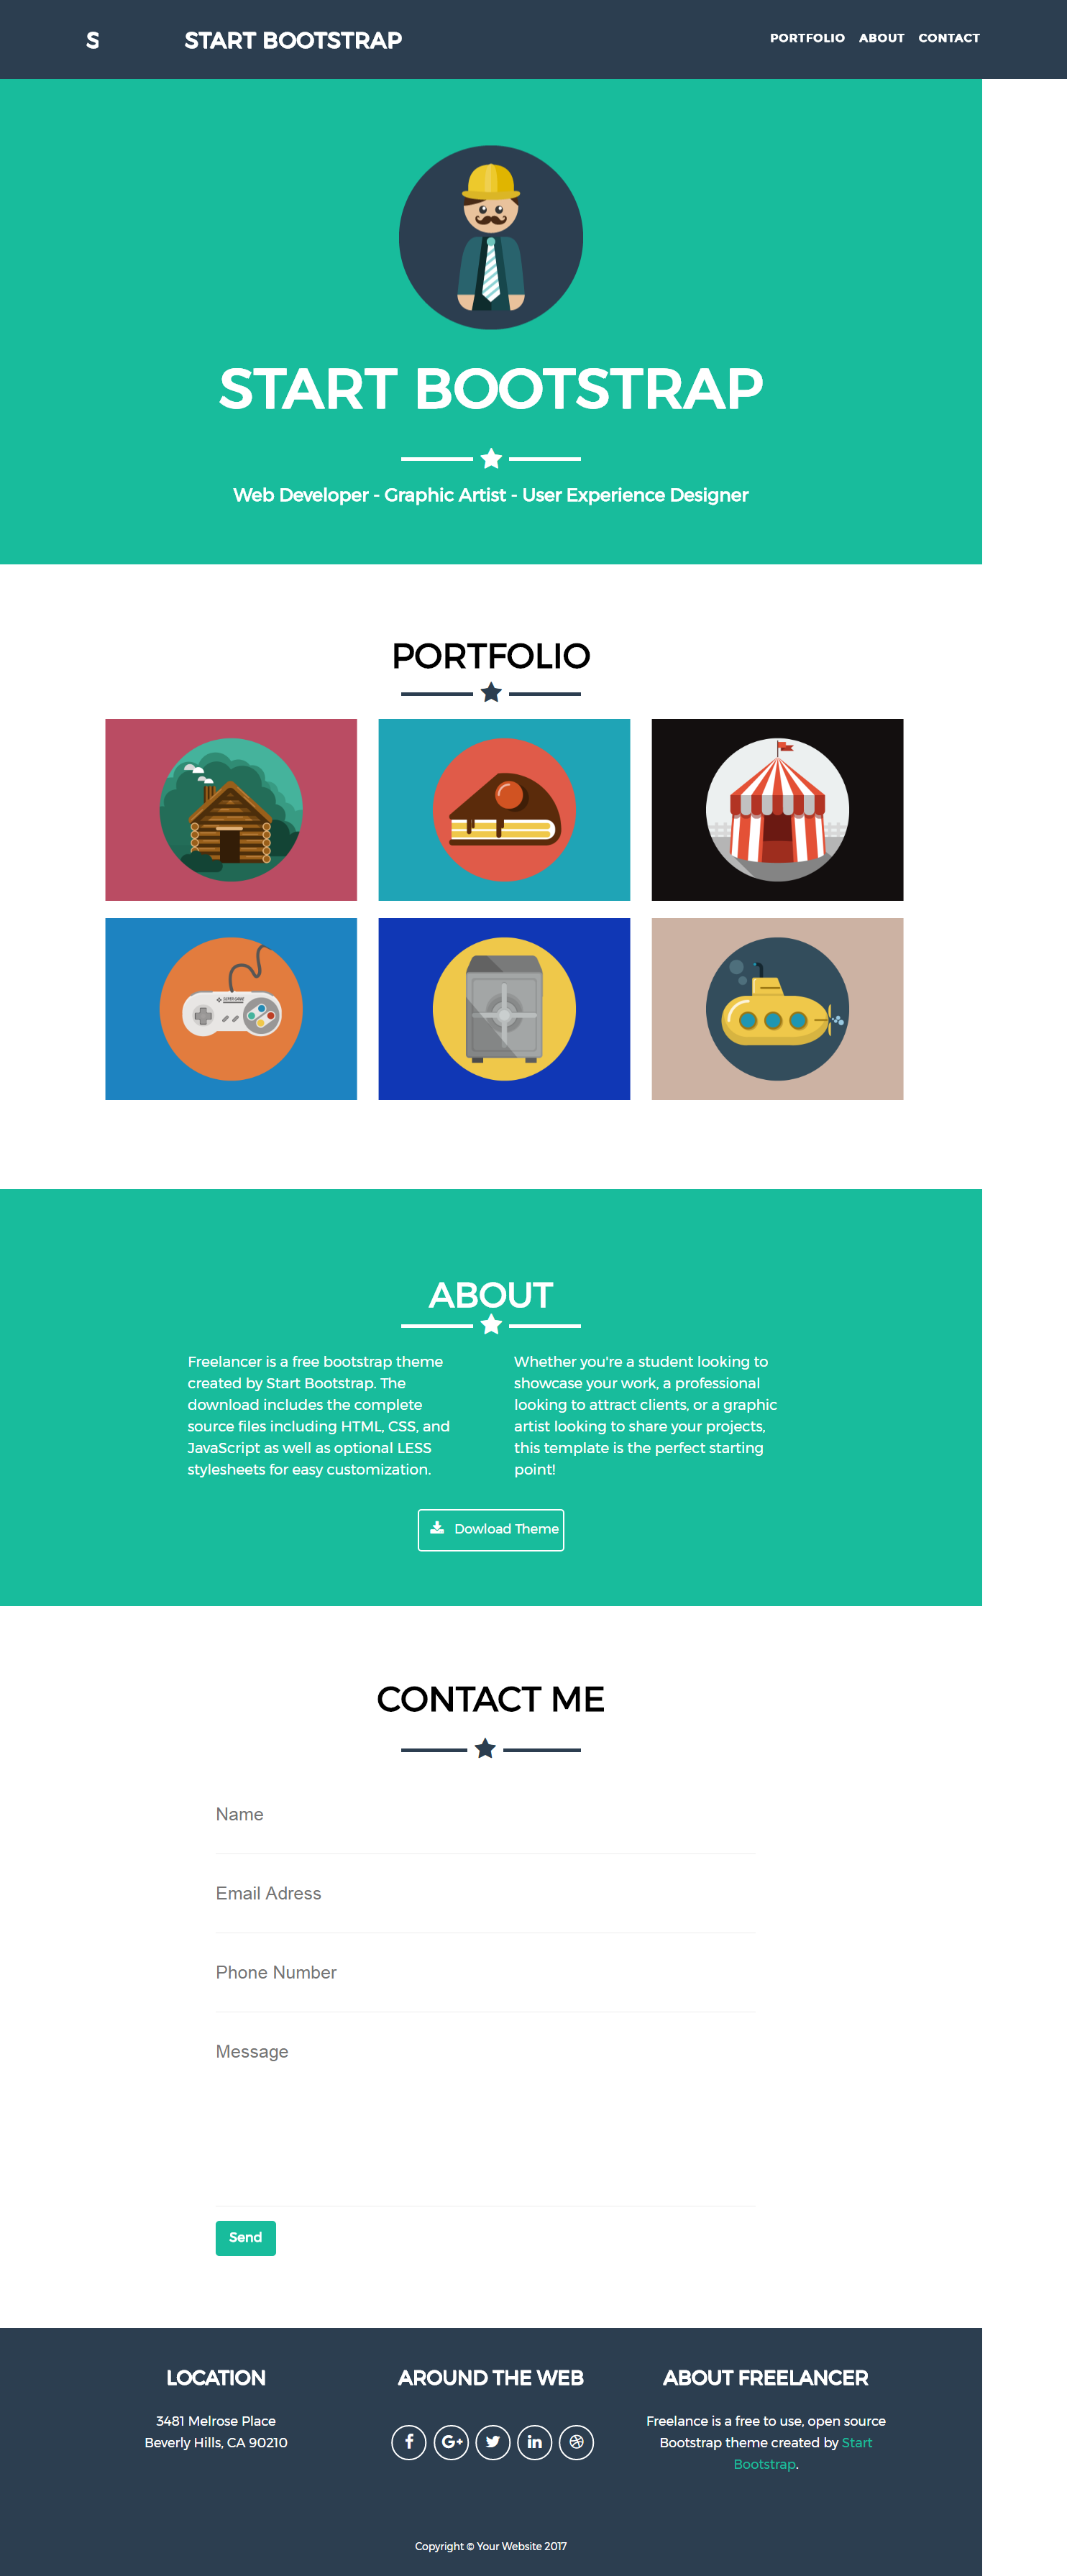 S START BOOTSTRAP PORTFOLIO ABOUT CONTACT
START BOOTSTRAP
Web Developer - Graphic Artist - User Experience Designer
PORTFOLIO
ABOUT
Freelancer is a free bootstrap theme
created by Start Bootstrap. The
download includes the complete
source files including HTML, CSS, and
JavaScript as well as optional LESS
stylesheets for easy customization.
Whether you're a student looking to
showcase your work, a professional
looking to attract clients, or a graphic
artist looking to share your projects,
this template is the perfect starting
point!
Dowload Theme
CONTACT ME
Name
Email Adress
Phone Number
Message
Send
LOCATION
3481 Melrose Place
Beverly Hills, CA 90210
AROUND THE WEB
ABOUT FREELANCER
Freelance is a free to use, open source
Bootstrap theme created by Start
Bootstrap.
Copyright © Your Website 2017